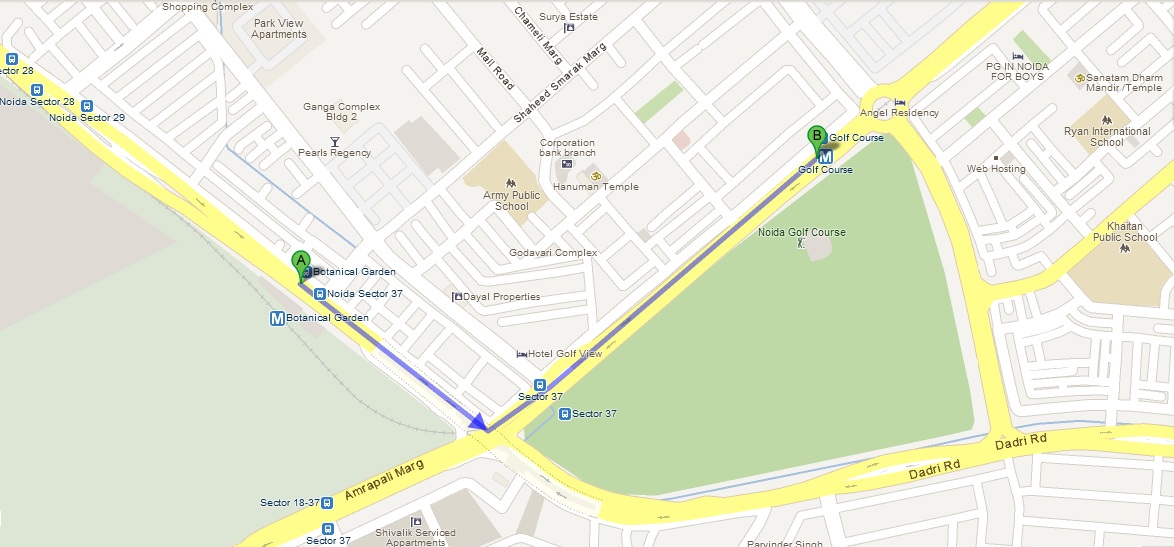 Shopping Complex
Park View
Apartments
Surya Estate
Chameli Marg
Mall Road
Shaheed Smarak Marg
ector 28
Noida Sector 28
Noida Sector 29
Ganga Complex
Bldg 2
Pearls Regency
Corporation
bank branch
Hanuman Temple
Army Public
School
Godavari Complex
PG IN NOIDA
FOR BOYS
Sanatam Dharm
Mandir /Temple
Angel Residency
Ryan International
School
B
Golf Course
M
Golf Course
Web Hosting
Noida Golf Course
Khaitan
Public School
A
Botanical Garden
Noida Sector 37
M
Botanical Garden
Dayal Properties
Hotel Golf View
Sector 37
Sector 37
Dadri Rd
Dadri Rd
Amrapali Marg
Sector 18-37
Sector 37
Shivalik Serviced
Appartments
Parvinder Singh